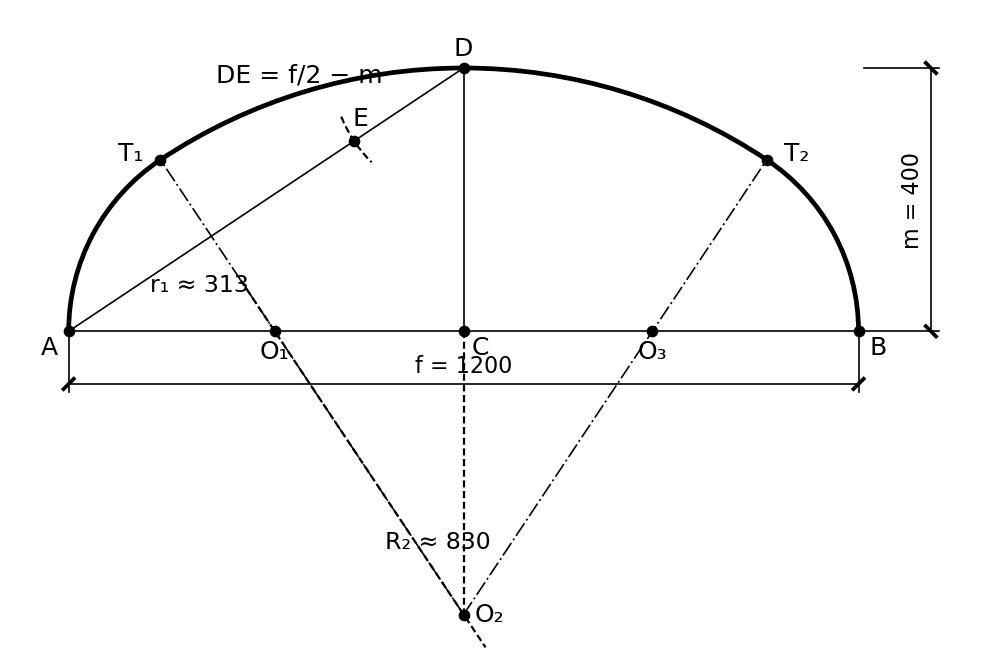 D
DE = f/2 − m
E
T₁
T₂
m = 400
r₁ ≈ 313
A
O₁
C
O₃
B
f = 1200
R₂ ≈ 830
O₂